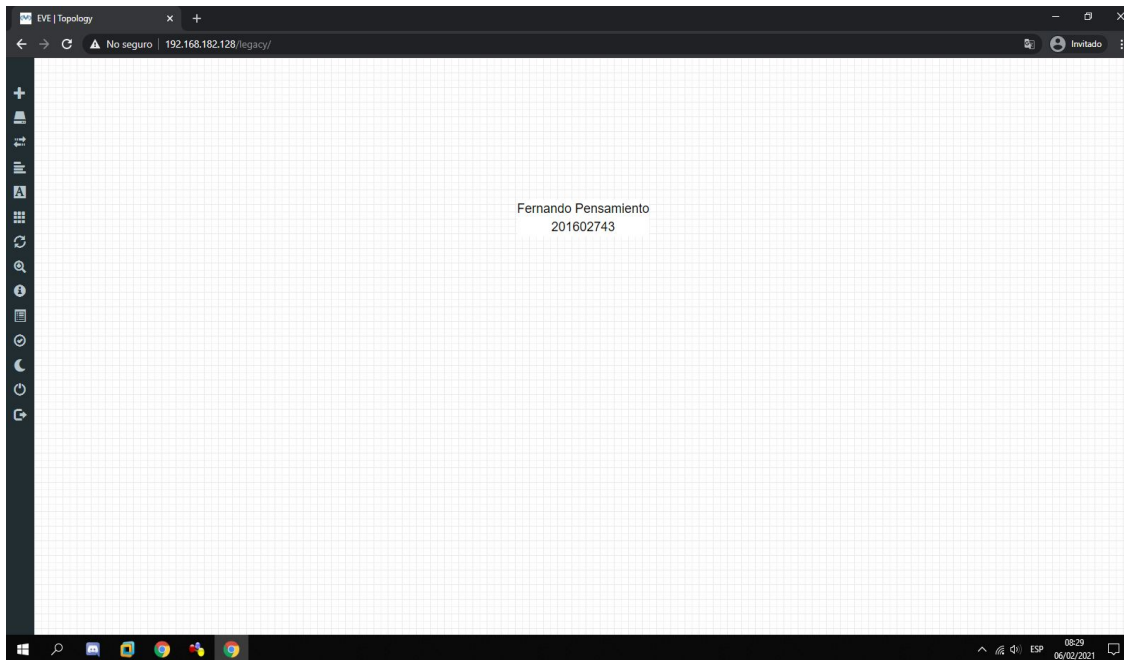 EVE | Topology
No seguro | 192.168.182.128/legacy/
Invitado
A
Fernando Pensamiento
201602743
ESP
08:29
06/02/2021